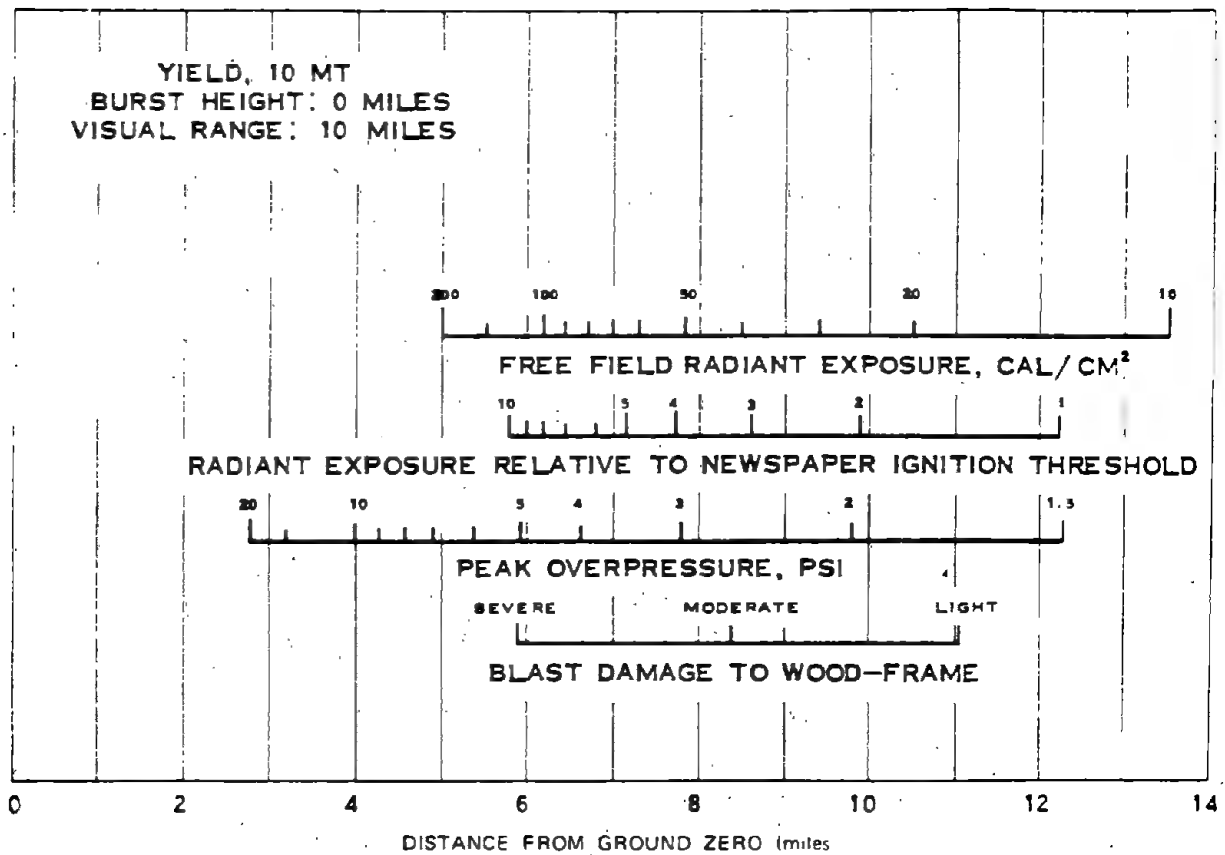 YIELD, 10 MT
BURST HEIGHT: 0 MILES
VISUAL RANGE: 10 MILES
200 100 50 20 10
FREE FIELD RADIANT EXPOSURE, CAL/CM²
10 5 4 3 2 1
RADIANT EXPOSURE RELATIVE TO NEWSPAPER IGNITION THRESHOLD
20 10 5 4 3 2 1.5
PEAK OVERPRESSURE, PSI
SEVERE MODERATE LIGHT
BLAST DAMAGE TO WOOD-FRAME
0 2 4 6 8 10 12 14
DISTANCE FROM GROUND ZERO (miles